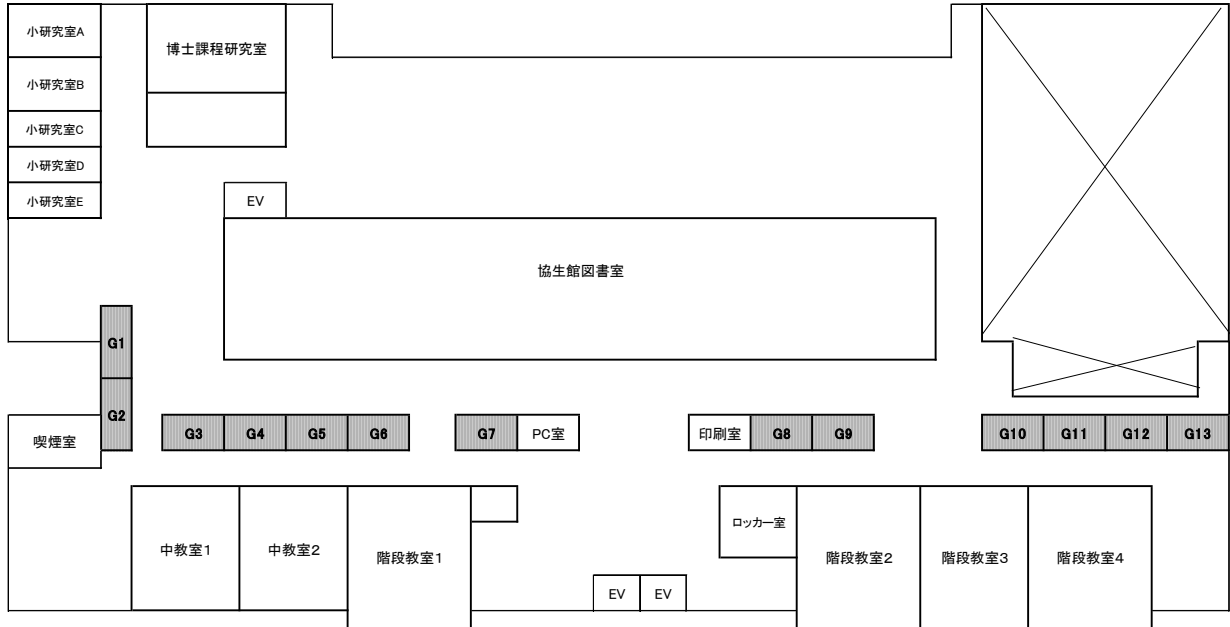 小研究室A
博士課程研究室
小研究室B
小研究室C
小研究室D
小研究室E
EV
協生館図書室
G1
G2
喫煙室
G3
G4
G5
G6
G7
PC室
印刷室
G8
G9
G10
G11
G12
G13
中教室1
中教室2
階段教室1
ロッカー室
階段教室2
階段教室3
階段教室4
EV
EV